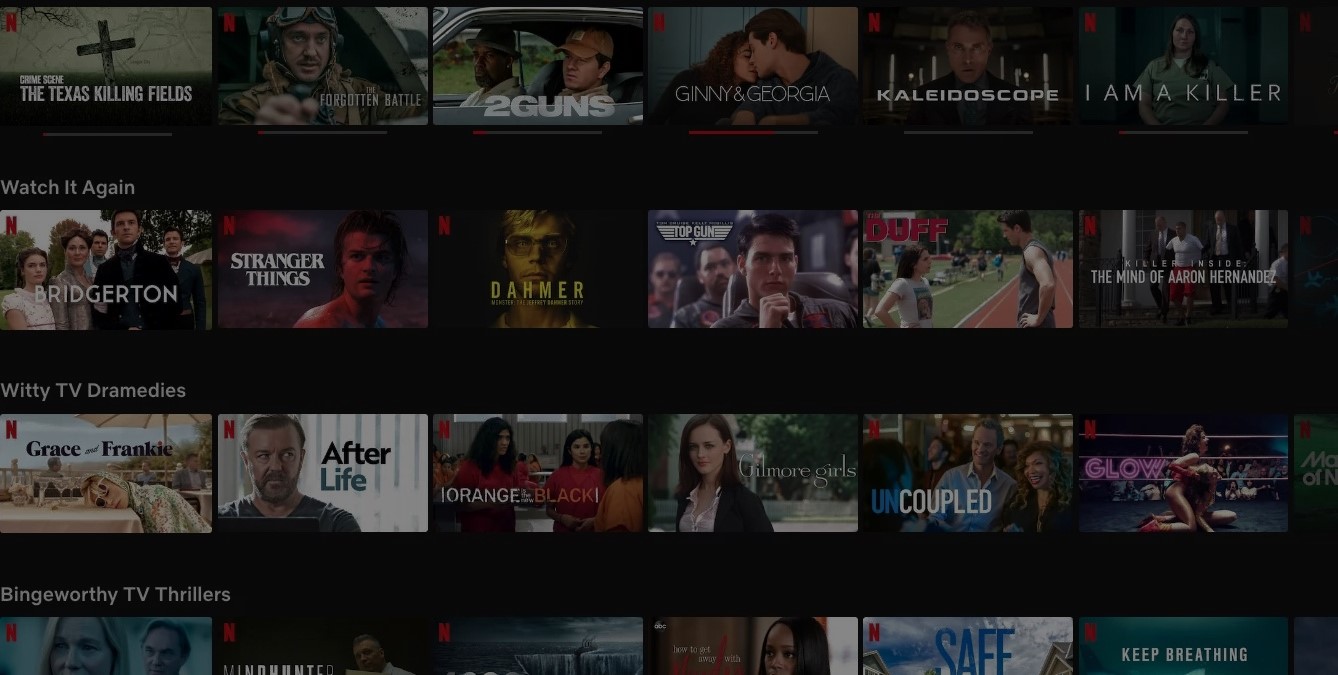 CRIME SCENE
THE TEXAS KILLING FIELDS
THE
FORGOTTEN BATTLE
2GUNS
GINNY&GEORGIA
KALEIDOSCOPE
I AM A KILLER
Watch It Again
BRIDGERTON
STRANGER
THINGS
DAHMER
MONSTER: THE JEFFREY DAHMER STORY
TOP GUN
THE
DUFF
KILLER INSIDE:
THE MIND OF AARON HERNANDEZ
Witty TV Dramedies
Grace and Frankie
After
Life
ORANGE is the new BLACK
Gilmore girls
UNCOUPLED
GLOW
Bingeworthy TV Thrillers
MINDHUNTER
abc
how to get
away with
SAFE
KEEP BREATHING